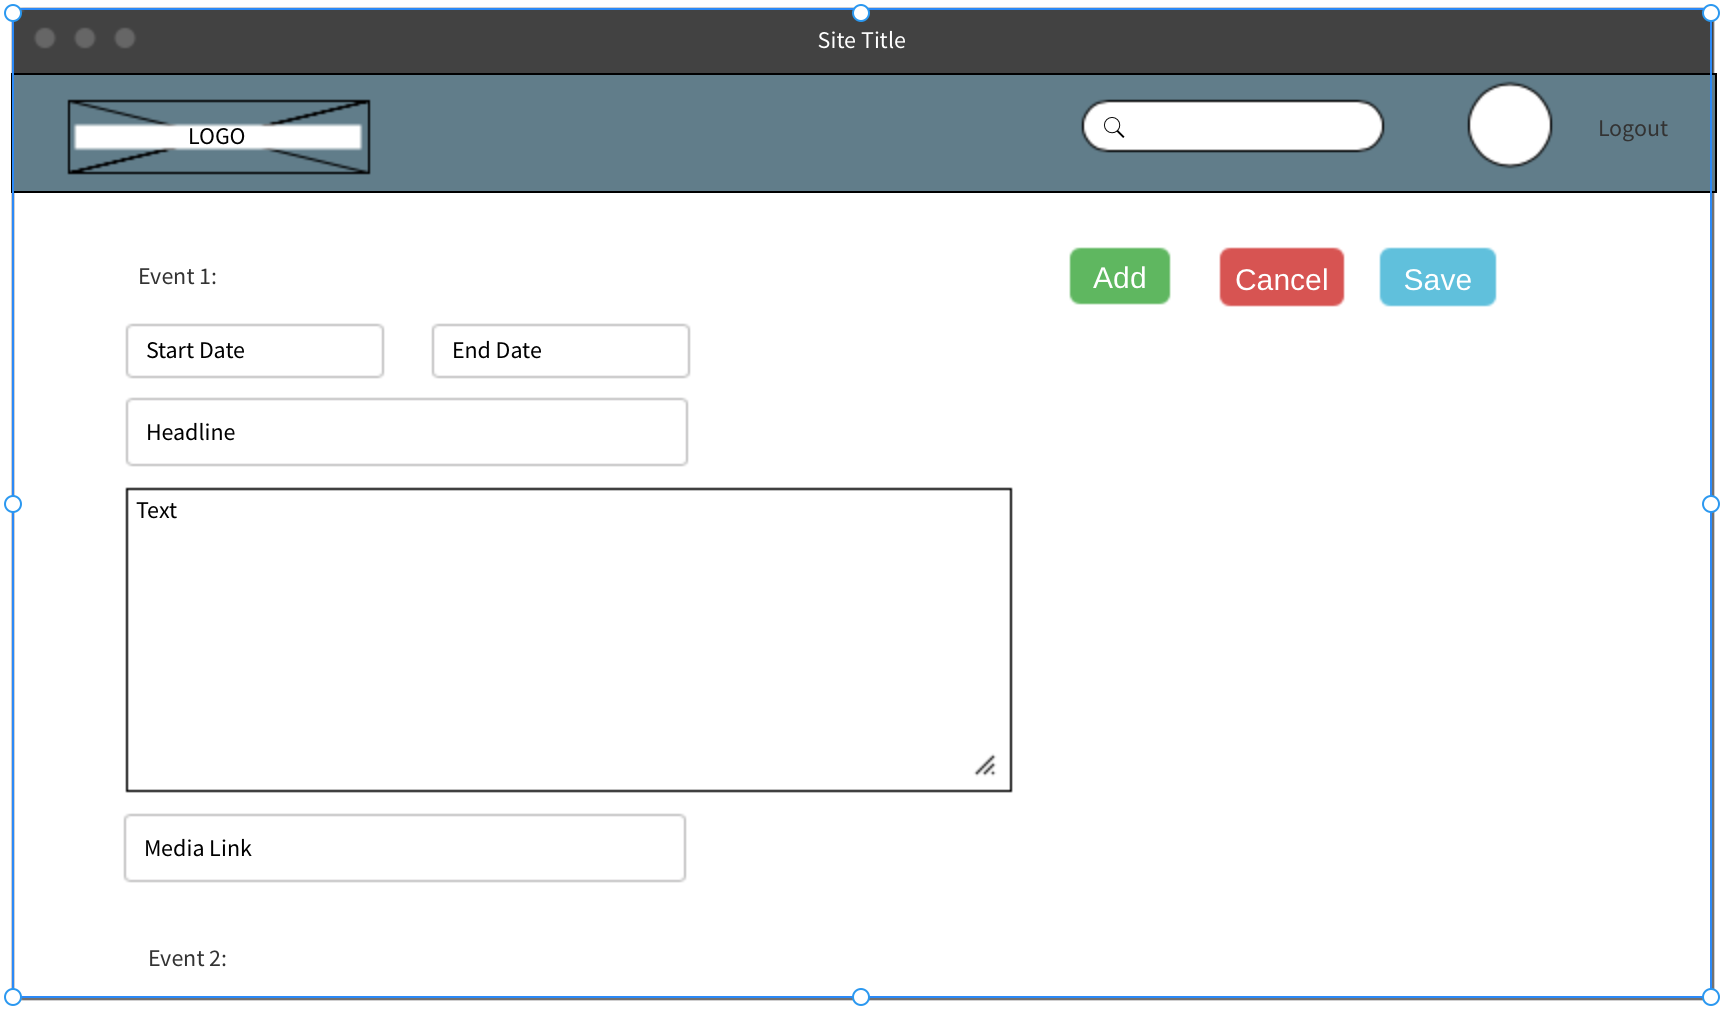 Site Title
LOGO
Logout
Event 1:
Add
Cancel
Save
Start Date
End Date
Headline
Text
Media Link
Event 2: